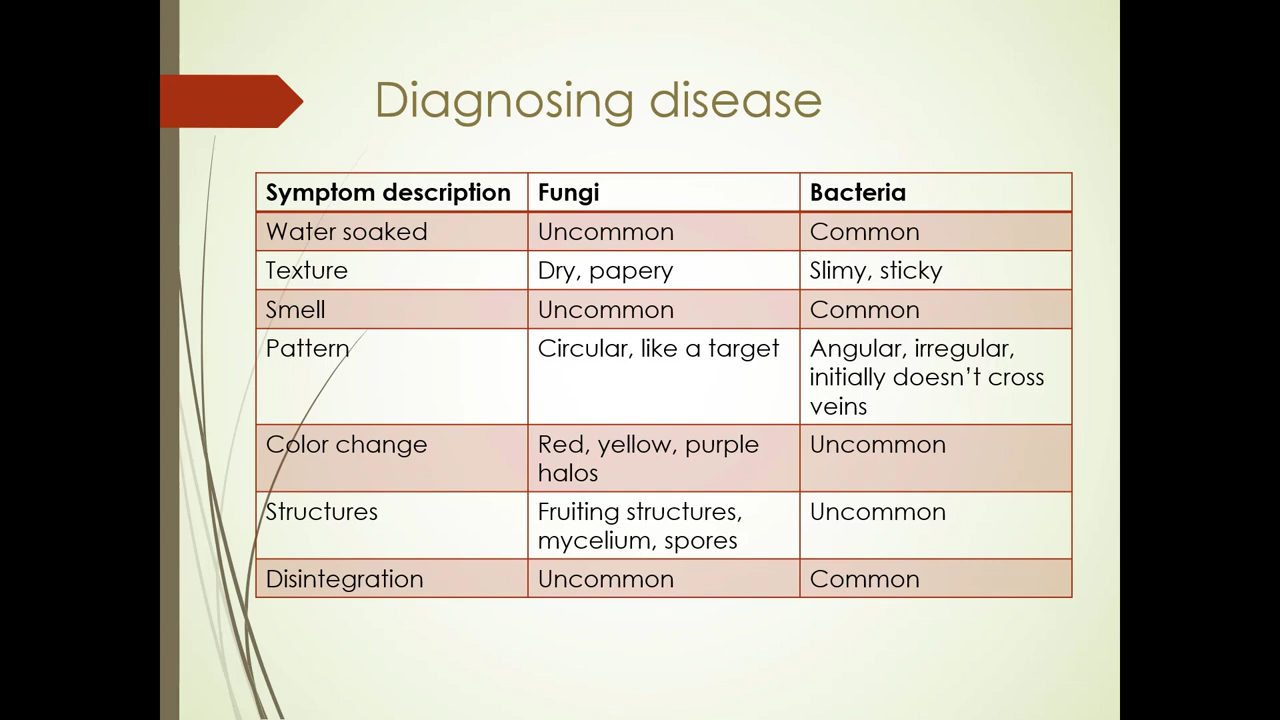 Diagnosing disease
Symptom description Fungi Bacteria
Water soaked Uncommon Common
Texture Dry, papery Slimy, sticky
Smell Uncommon Common
Pattern Circular, like a target Angular, irregular,
initially doesn’t cross
veins
Color change Red, yellow, purple Uncommon
halos
Structures Fruiting structures, Uncommon
mycelium, spores
Disintegration Uncommon Common